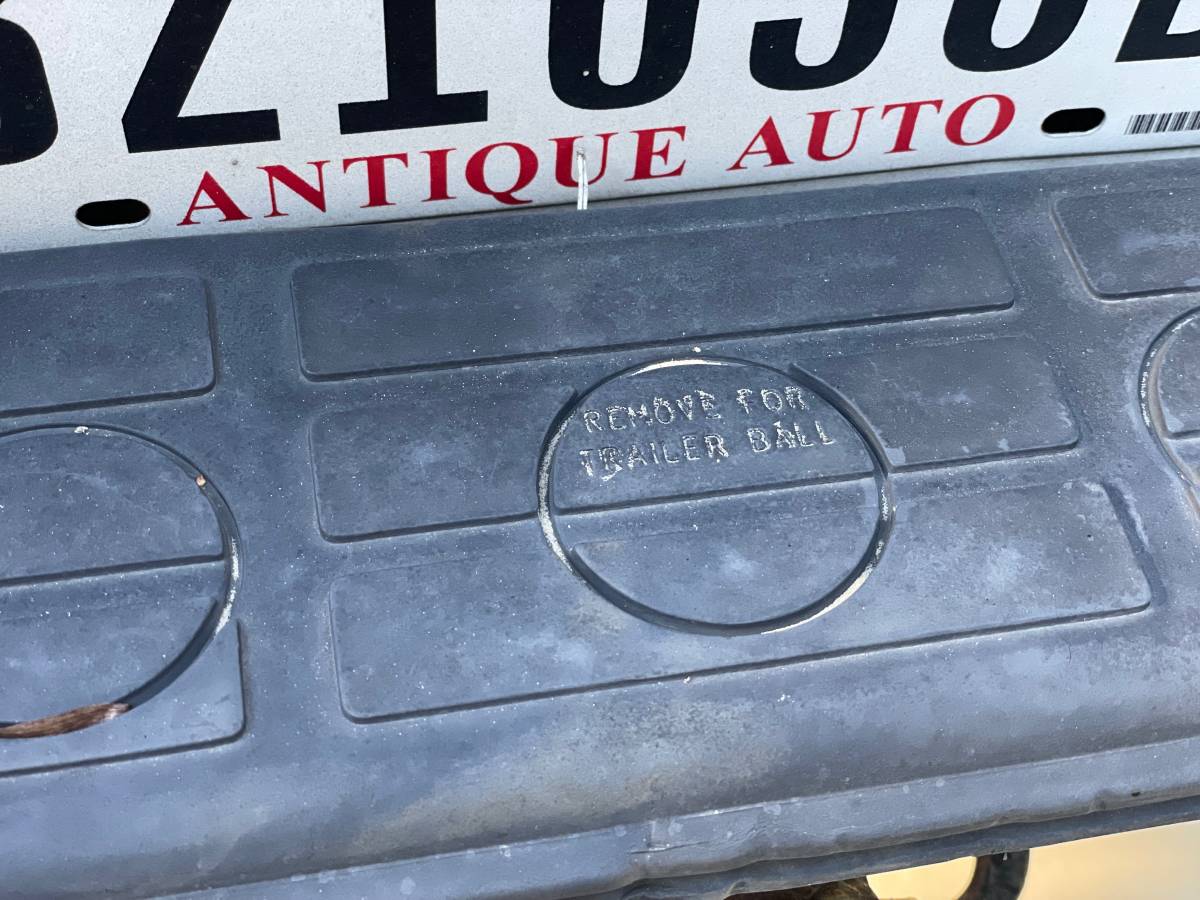 ANTIQUE AUTO
REMOVE FOR
TRAILER BALL